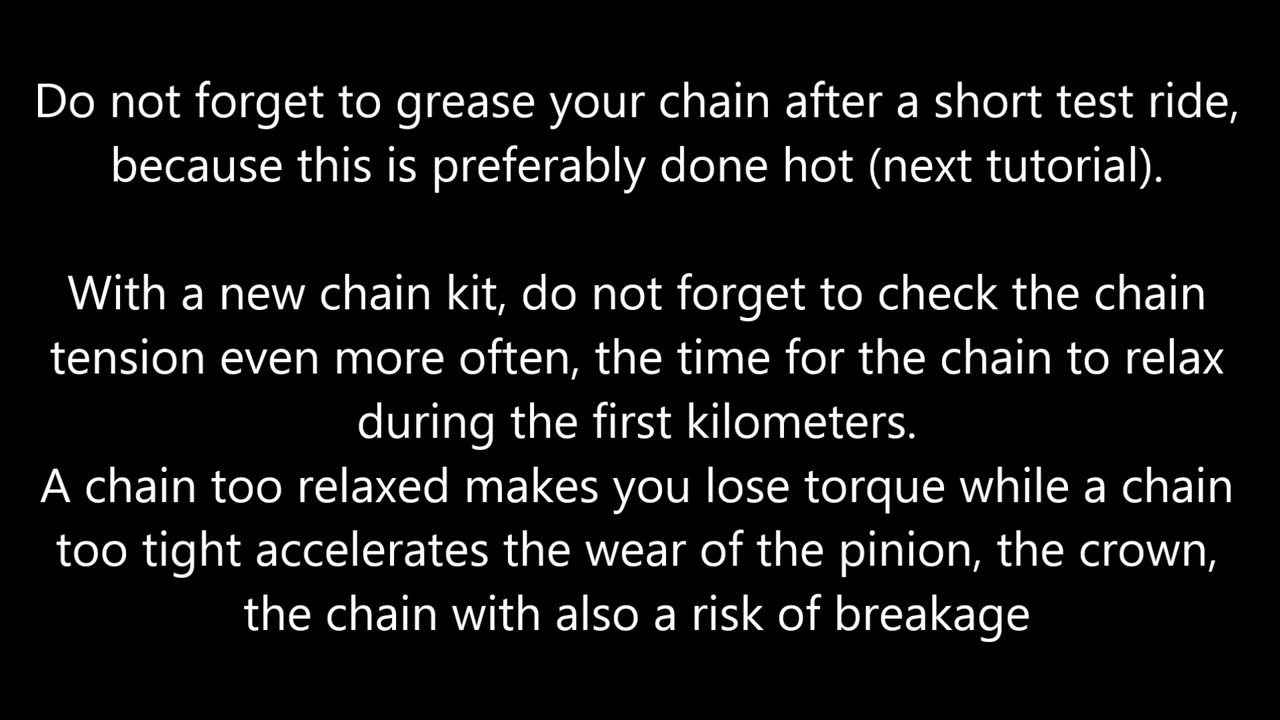 Do not forget to grease your chain after a short test ride,
because this is preferably done hot (next tutorial).
With a new chain kit, do not forget to check the chain
tension even more often, the time for the chain to relax
during the first kilometers.
A chain too relaxed makes you lose torque while a chain
too tight accelerates the wear of the pinion, the crown,
the chain with also a risk of breakage